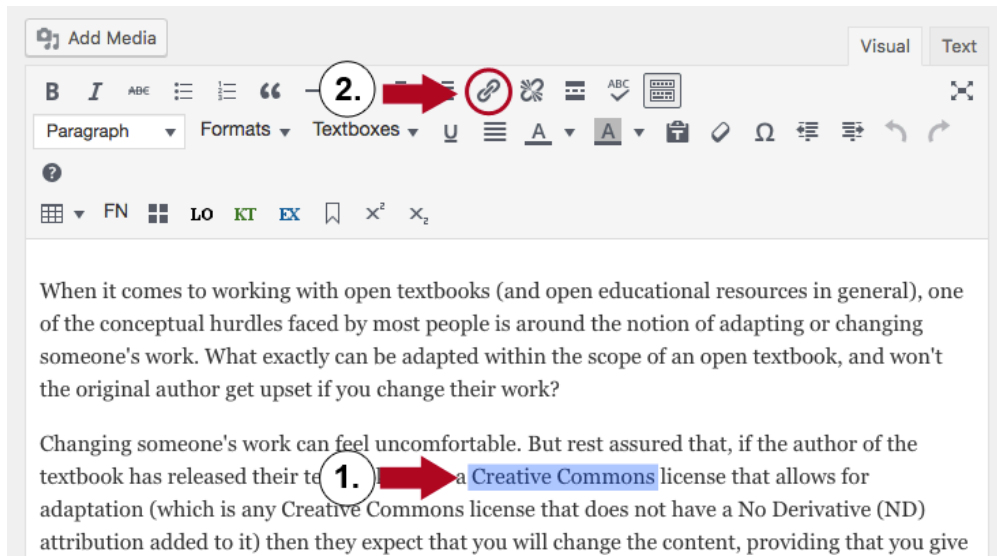 Add Media
Visual Text
B I ABE 2. ABC
Paragraph Formats Textboxes U A A Ω
?
FN LO KT EX x² x₂
When it comes to working with open textbooks (and open educational resources in general), one
of the conceptual hurdles faced by most people is around the notion of adapting or changing
someone's work. What exactly can be adapted within the scope of an open textbook, and won't
the original author get upset if you change their work?
Changing someone's work can feel uncomfortable. But rest assured that, if the author of the
textbook has released their 1. a Creative Commons license that allows for
adaptation (which is any Creative Commons license that does not have a No Derivative (ND)
attribution added to it) then they expect that you will change the content, providing that you give